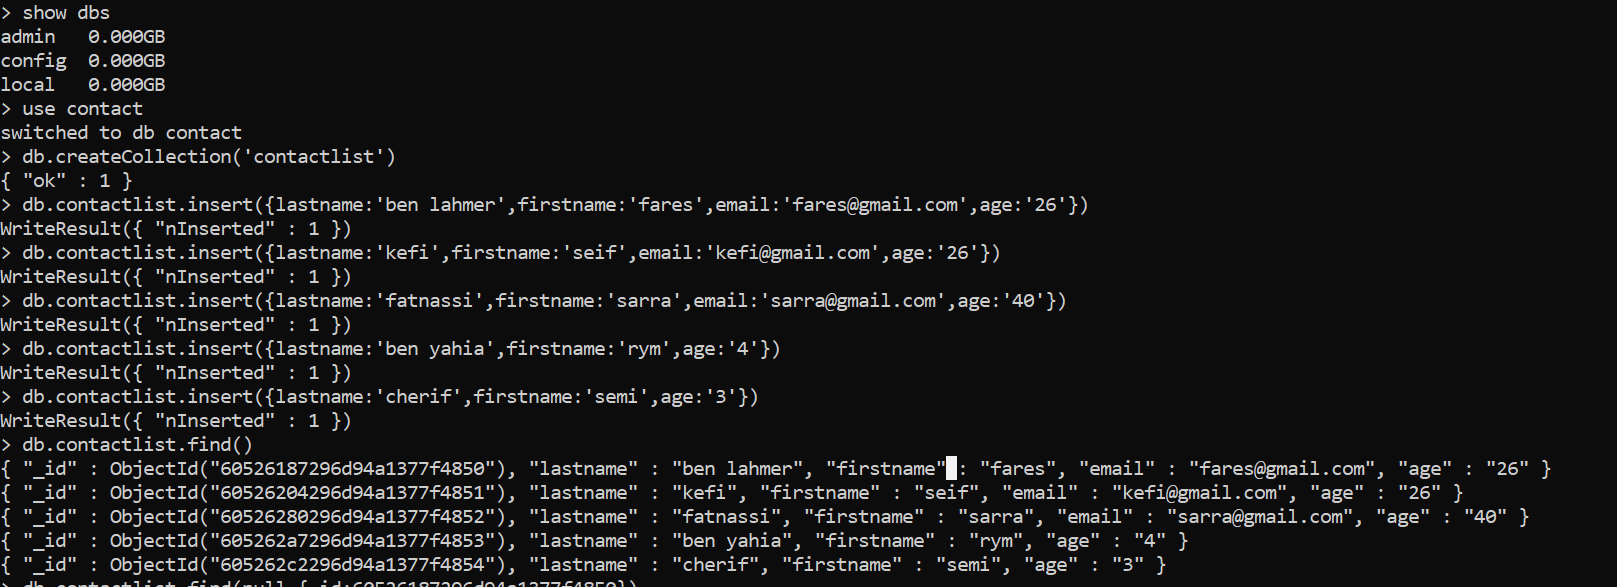 > show dbs
admin   0.000GB
config  0.000GB
local   0.000GB
> use contact
switched to db contact
> db.createCollection('contactlist')
{ "ok" : 1 }
> db.contactlist.insert({lastname:'ben lahmer',firstname:'fares',email:'fares@gmail.com',age:'26'})
WriteResult({ "nInserted" : 1 })
> db.contactlist.insert({lastname:'kefi',firstname:'seif',email:'kefi@gmail.com',age:'26'})
WriteResult({ "nInserted" : 1 })
> db.contactlist.insert({lastname:'fatnassi',firstname:'sarra',email:'sarra@gmail.com',age:'40'})
WriteResult({ "nInserted" : 1 })
> db.contactlist.insert({lastname:'ben yahia',firstname:'rym',age:'4'})
WriteResult({ "nInserted" : 1 })
> db.contactlist.insert({lastname:'cherif',firstname:'semi',age:'3'})
WriteResult({ "nInserted" : 1 })
> db.contactlist.find()
{ "_id" : ObjectId("60526187296d94a1377f4850"), "lastname" : "ben lahmer", "firstname" : "fares", "email" : "fares@gmail.com", "age" : "26" }
{ "_id" : ObjectId("60526204296d94a1377f4851"), "lastname" : "kefi", "firstname" : "seif", "email" : "kefi@gmail.com", "age" : "26" }
{ "_id" : ObjectId("60526280296d94a1377f4852"), "lastname" : "fatnassi", "firstname" : "sarra", "email" : "sarra@gmail.com", "age" : "40" }
{ "_id" : ObjectId("605262a7296d94a1377f4853"), "lastname" : "ben yahia", "firstname" : "rym", "age" : "4" }
{ "_id" : ObjectId("605262c2296d94a1377f4854"), "lastname" : "cherif", "firstname" : "semi", "age" : "3" }
> db.contactlist.find(null,{_id:60526187296d94a1377f4850})